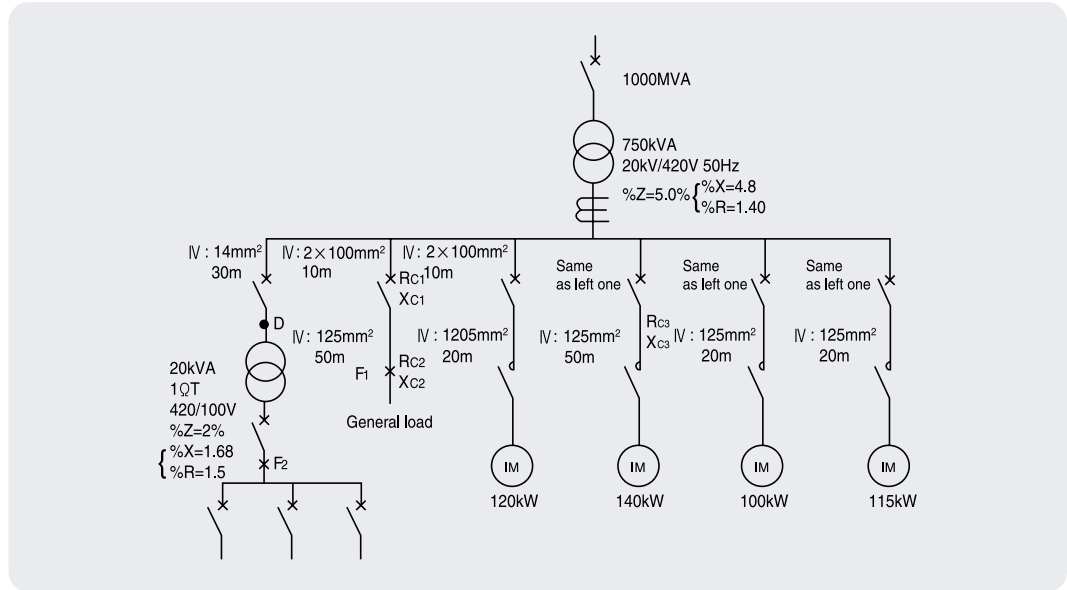 1000MVA
750kVA
20kV/420V 50Hz
%Z=5.0% { %X=4.8
%R=1.40
IV : 14mm²
30m
IV : 2×100mm²
10m
IV : 2×100mm²
10m
RC1
XC1
Same
as left one
Same
as left one
Same
as left one
D
IV : 125mm²
50m
F1
RC2
XC2
General load
IV : 1205mm²
20m
IV : 125mm²
50m
RC3
XC3
IV : 125mm²
20m
IV : 125mm²
20m
20kVA
1ΩT
420/100V
%Z=2%
{ %X=1.68
%R=1.5
F2
IM
120kW
IM
140kW
IM
100kW
IM
115kW